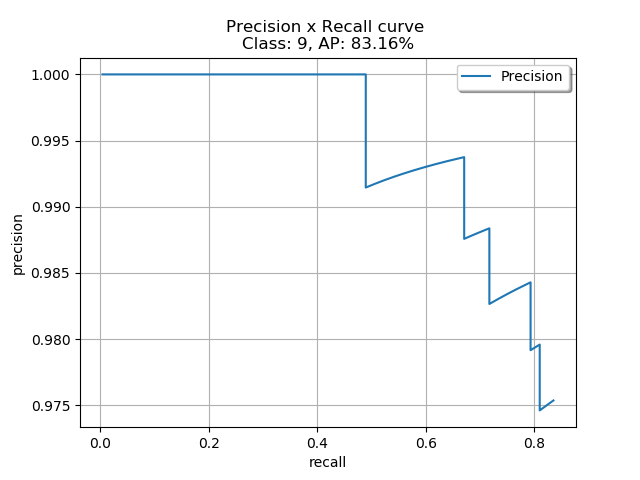 Precision x Recall curve
Class: 9, AP: 83.16%
Precision
1.000
0.995
0.990
0.985
0.980
0.975
precision
0.0 0.2 0.4 0.6 0.8
recall